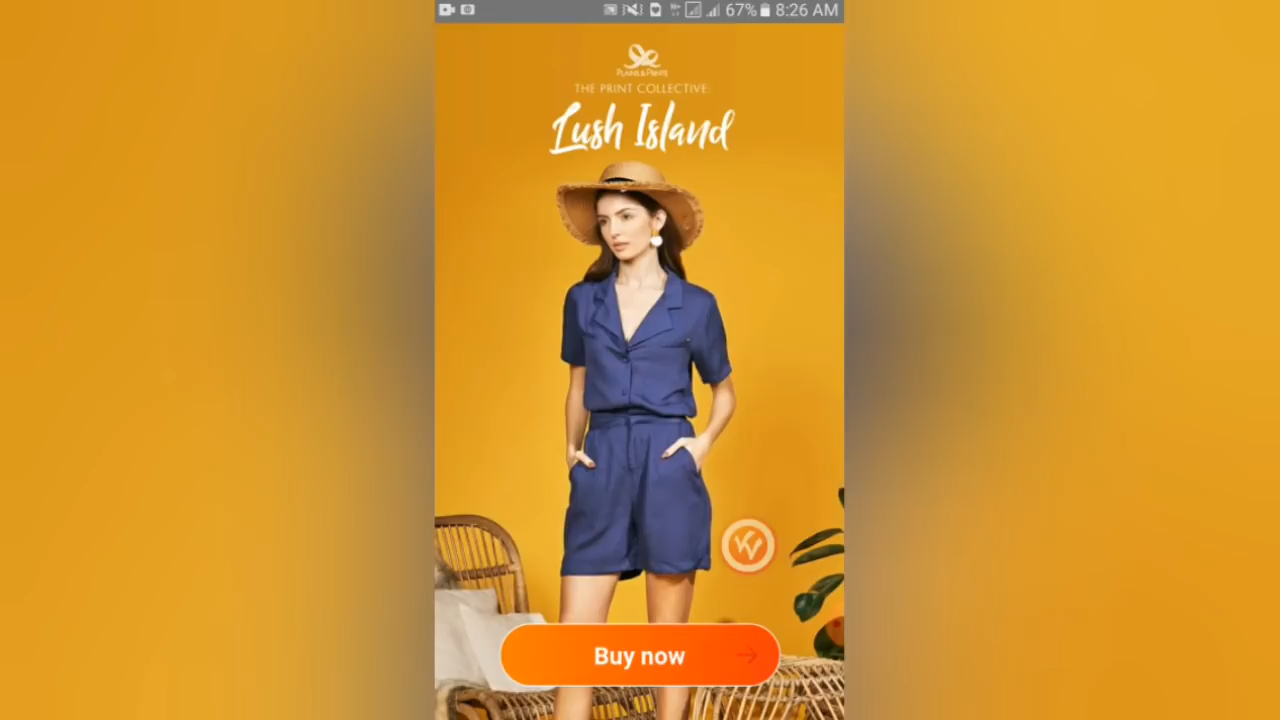 67% 8:26 AM
PLAINS & PRINTS
THE PRINT COLLECTIVE:
Lush Island
Buy now